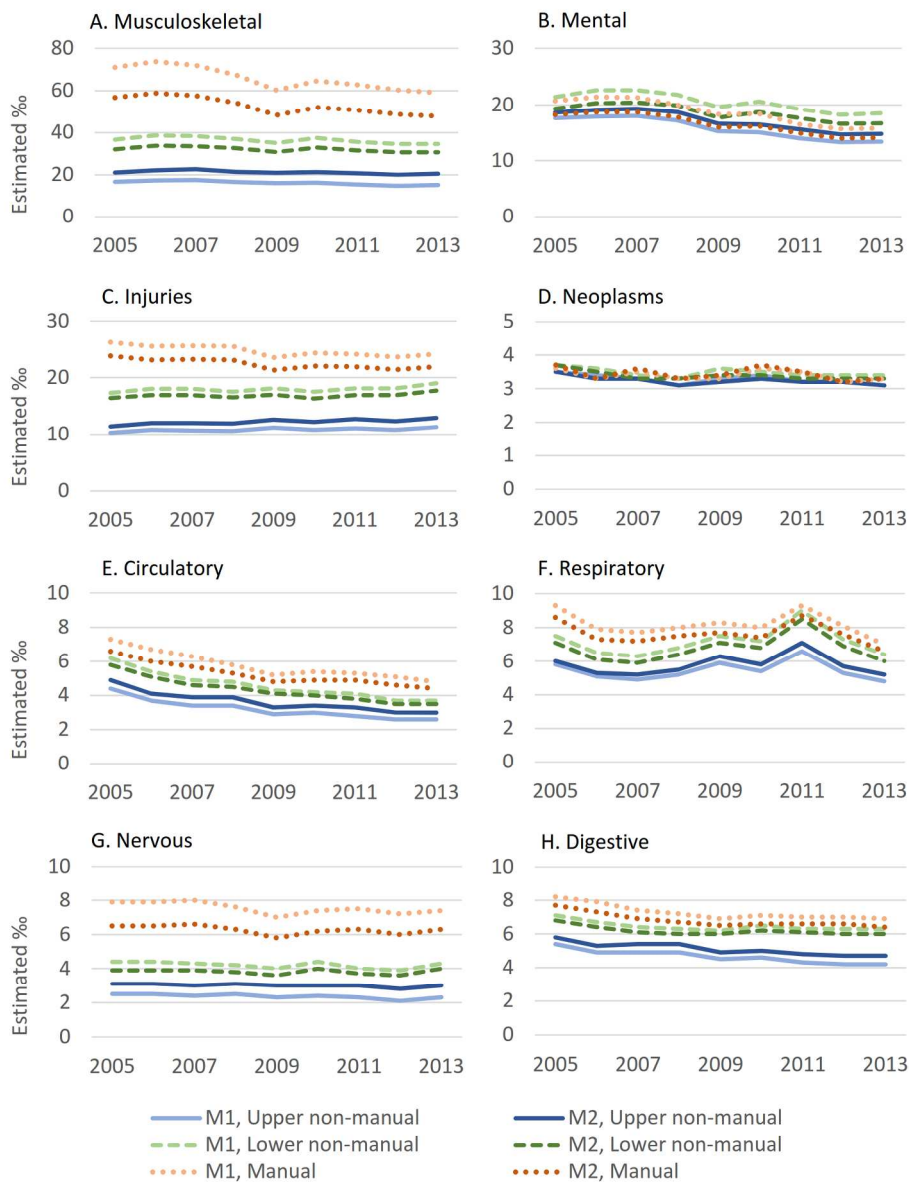 A. Musculoskeletal
Estimated ‰
80
60
40
20
0
2005 2007 2009 2011 2013
B. Mental
30
20
10
0
2005 2007 2009 2011 2013
C. Injuries
Estimated ‰
30
20
10
0
2005 2007 2009 2011 2013
D. Neoplasms
5
4
3
2
1
0
2005 2007 2009 2011 2013
E. Circulatory
Estimated ‰
10
8
6
4
2
0
2005 2007 2009 2011 2013
F. Respiratory
10
8
6
4
2
0
2005 2007 2009 2011 2013
G. Nervous
Estimated ‰
10
8
6
4
2
0
2005 2007 2009 2011 2013
H. Digestive
10
8
6
4
2
0
2005 2007 2009 2011 2013
M1, Upper non-manual
M2, Upper non-manual
M1, Lower non-manual
M2, Lower non-manual
M1, Manual
M2, Manual